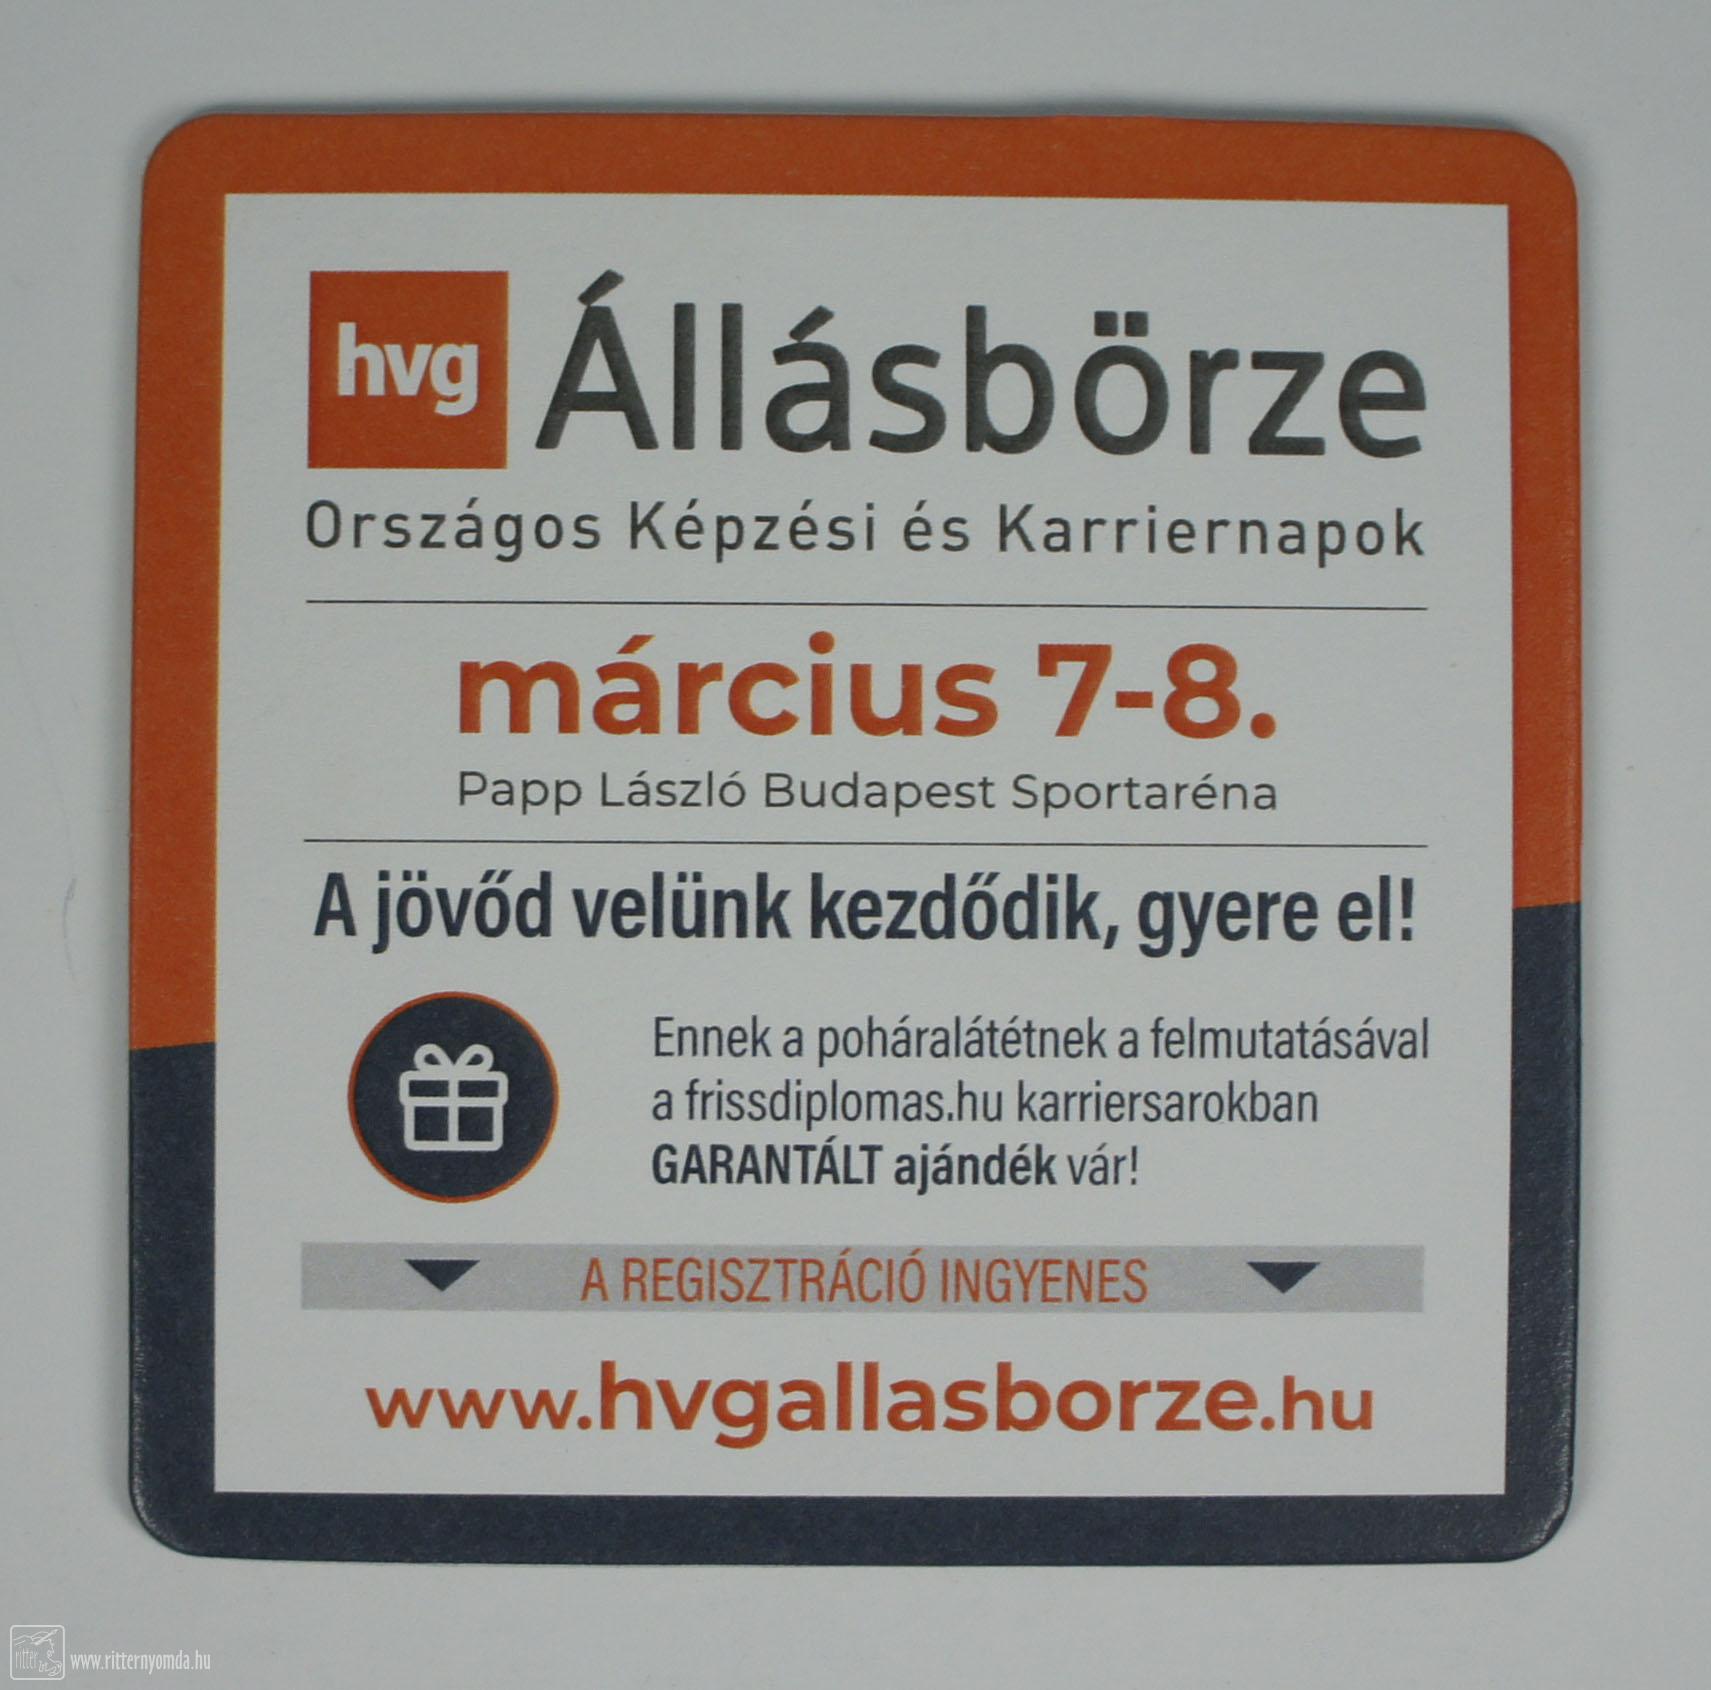 hvg Állásbörze
Országos Képzési és Karriernapok
március 7-8.
Papp László Budapest Sportaréna
A jövőd velünk kezdődik, gyere el!
Ennek a poháralátétnek a felmutatásával
a frissdiplomas.hu karriersarokban
GARANTÁLT ajándék vár!
A REGISZTRÁCIÓ INGYENES
www.hvgallasborze.hu
ritter www.ritternyomda.hu